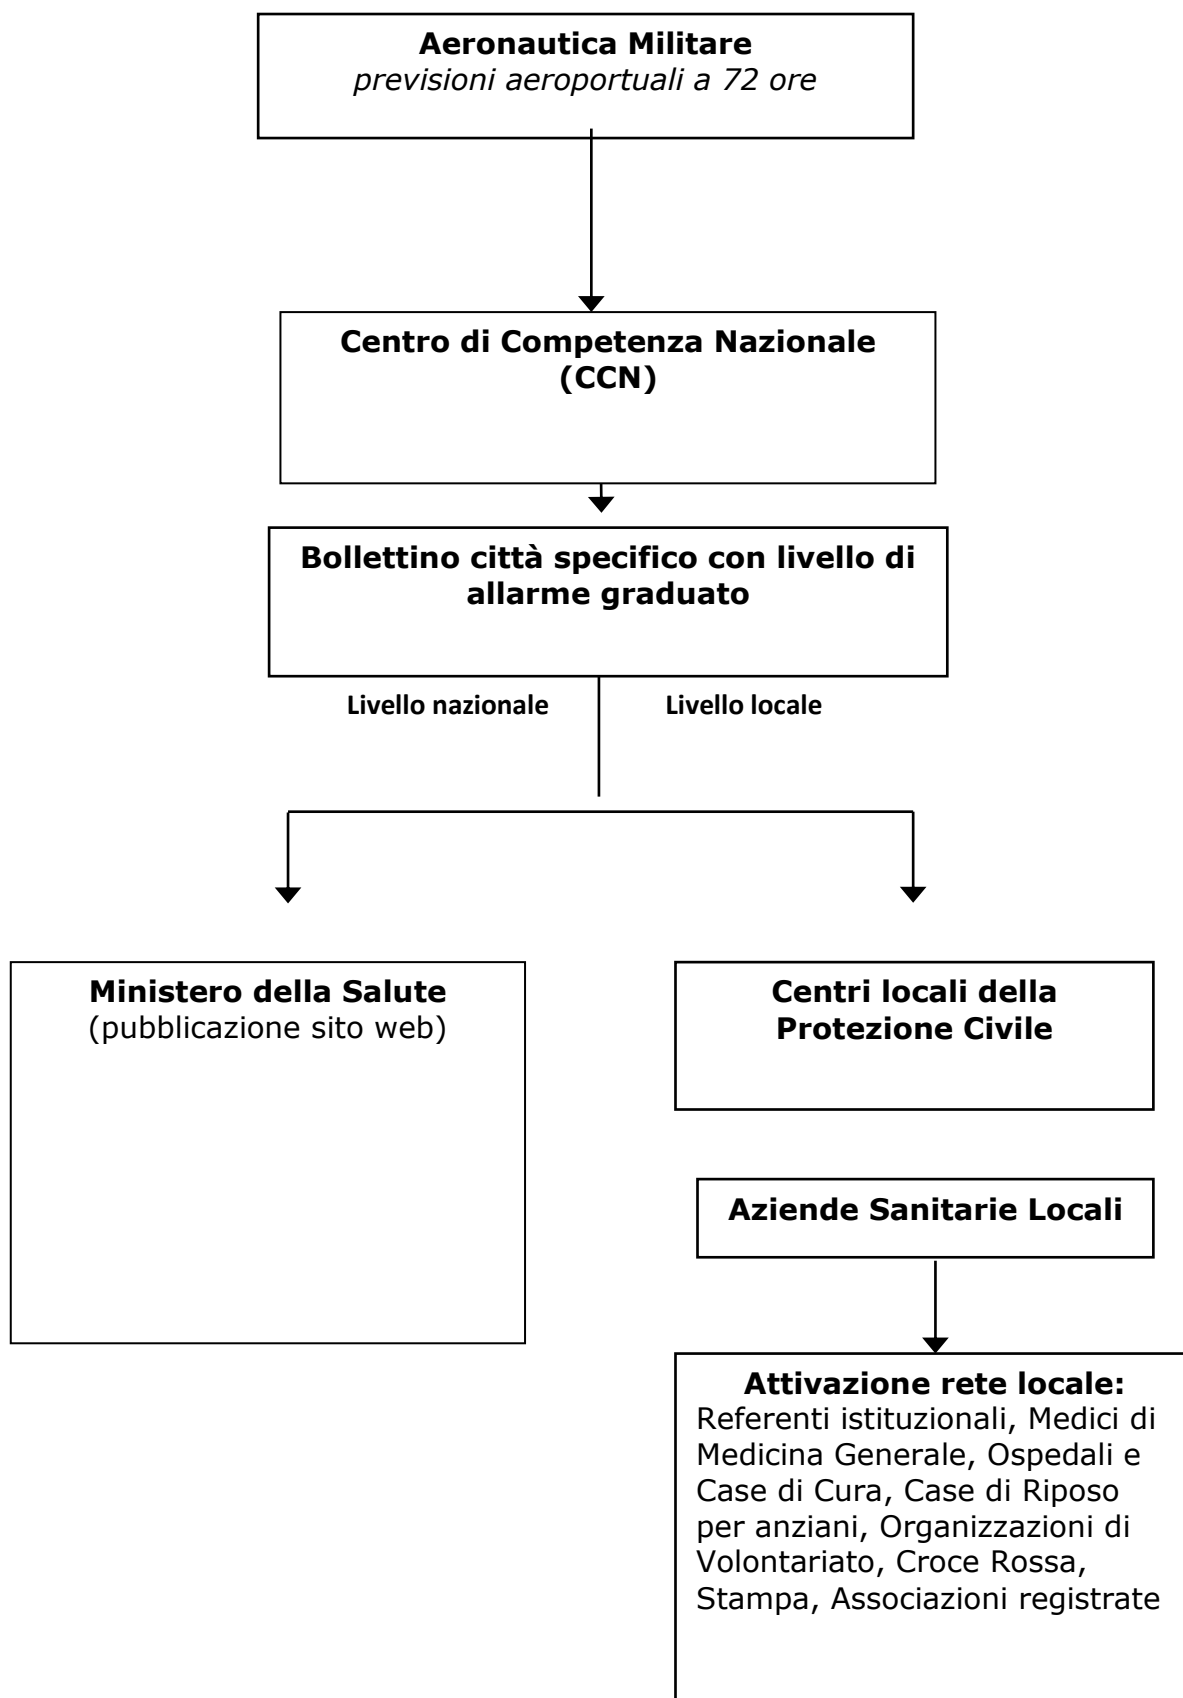 Aeronautica Militare
previsioni aeroportuali a 72 ore
Centro di Competenza Nazionale
(CCN)
Bollettino città specifico con livello di
allarme graduato
Livello nazionale
Livello locale
Ministero della Salute
(pubblicazione sito web)
Centri locali della
Protezione Civile
Aziende Sanitarie Locali
Attivazione rete locale:
Referenti istituzionali, Medici di
Medicina Generale, Ospedali e
Case di Cura, Case di Riposo
per anziani, Organizzazioni di
Volontariato, Croce Rossa,
Stampa, Associazioni registrate